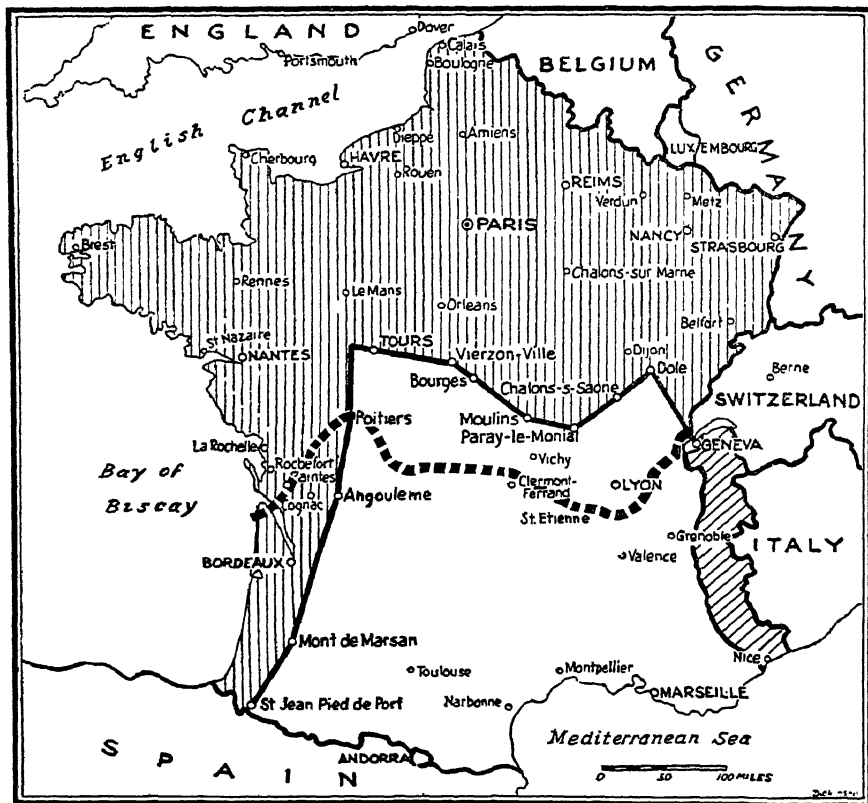 ENGLAND
Dover
Calais
Portsmouth
Boulogne
BELGIUM
GERMANY
English Channel
Dieppe
Amiens
LUXEMBOURG
Cherbourg
HAVRE
Rouen
REIMS
Verdun
Metz
PARIS
NANCY
STRASBOURG
Brest
Rennes
Le Mans
Chalons-sur Marne
Orleans
Belfort
St Nazaire
NANTES
TOURS
Vierzon-Ville
Dijon
Dole
Berne
Bourges
Chalons-s-Saone
SWITZERLAND
Moulins
Paray-le-Monial
Poitiers
GENEVA
La Rochelle
Vichy
Rochefort
Saintes
Cognac
Angouleme
Clermont-
Ferrand
LYON
St. Etienne
Bay of
Biscay
Grenoble
ITALY
BORDEAUX
Valence
Mont de Marsan
Nice
Toulouse
Montpellier
MARSEILLE
St Jean Pied de Port
Narbonne
Mediterranean Sea
SPAIN
ANDORRA
0 50 100 MILES